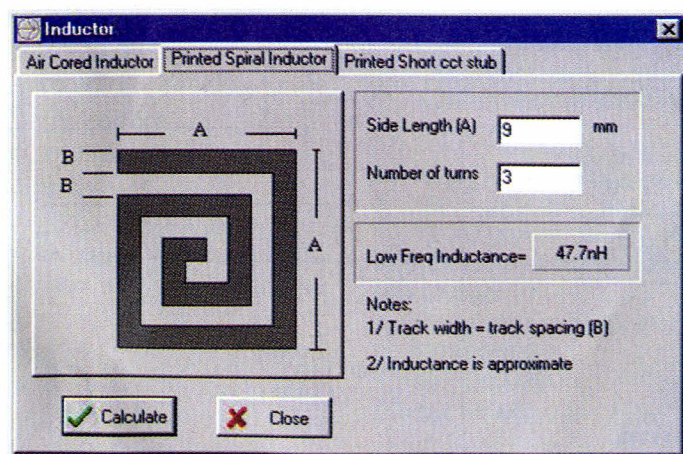 Inductor
Air Cored Inductor Printed Spiral Inductor Printed Short cct stub
A
B
B
A
Side Length (A) 9 mm
Number of turns 3
Low Freq Inductance= 47.7nH
Notes:
1/ Track width = track spacing (B)
2/ Inductance is approximate
Calculate Close